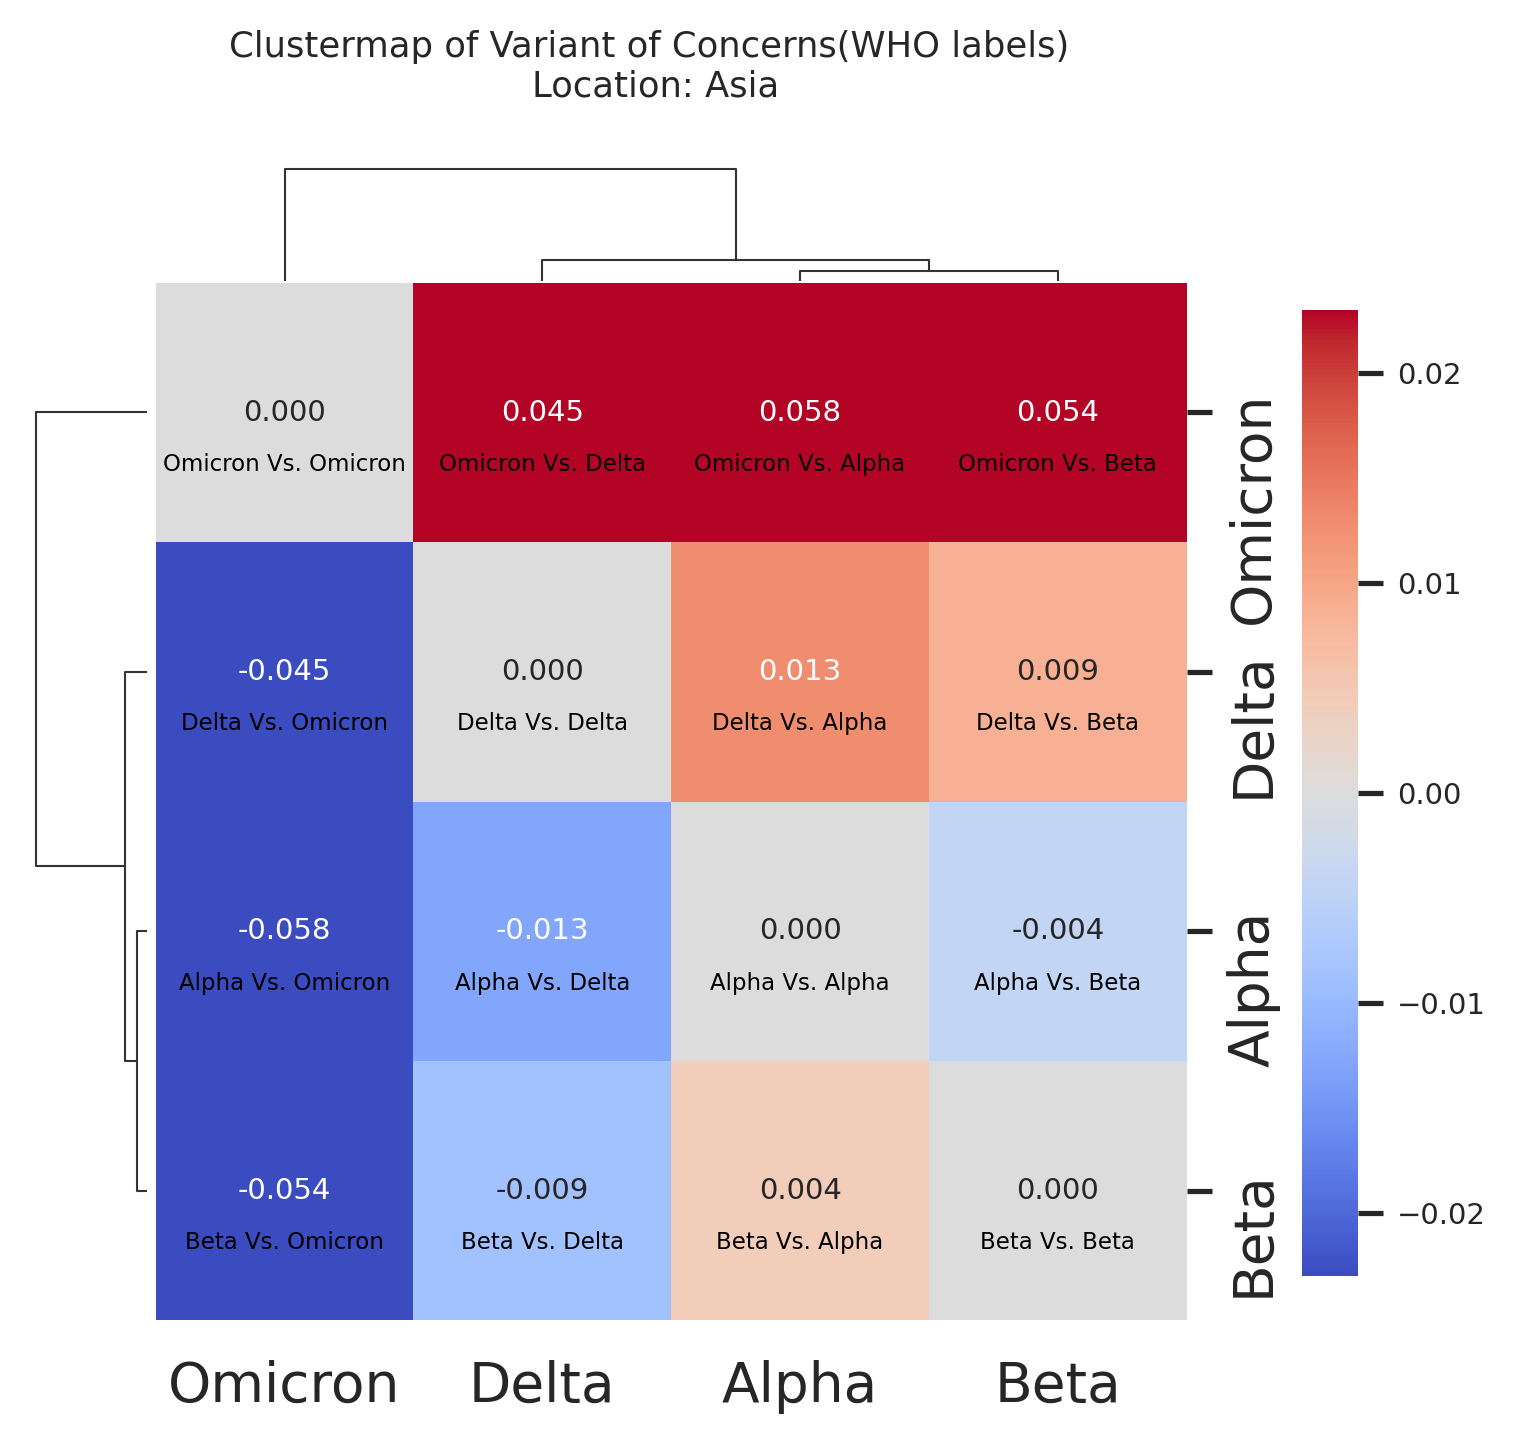 Clustermap of Variant of Concerns(WHO labels)
Location: Asia
0.000
0.045
0.058
0.054
Omicron Vs. Omicron
Omicron Vs. Delta
Omicron Vs. Alpha
Omicron Vs. Beta
Omicron
-0.045
0.000
0.013
0.009
Delta Vs. Omicron
Delta Vs. Delta
Delta Vs. Alpha
Delta Vs. Beta
Delta
-0.058
-0.013
0.000
-0.004
Alpha Vs. Omicron
Alpha Vs. Delta
Alpha Vs. Alpha
Alpha Vs. Beta
Alpha
-0.054
-0.009
0.004
0.000
Beta Vs. Omicron
Beta Vs. Delta
Beta Vs. Alpha
Beta Vs. Beta
Beta
Omicron
Delta
Alpha
Beta
0.02
0.01
0.00
−0.01
−0.02